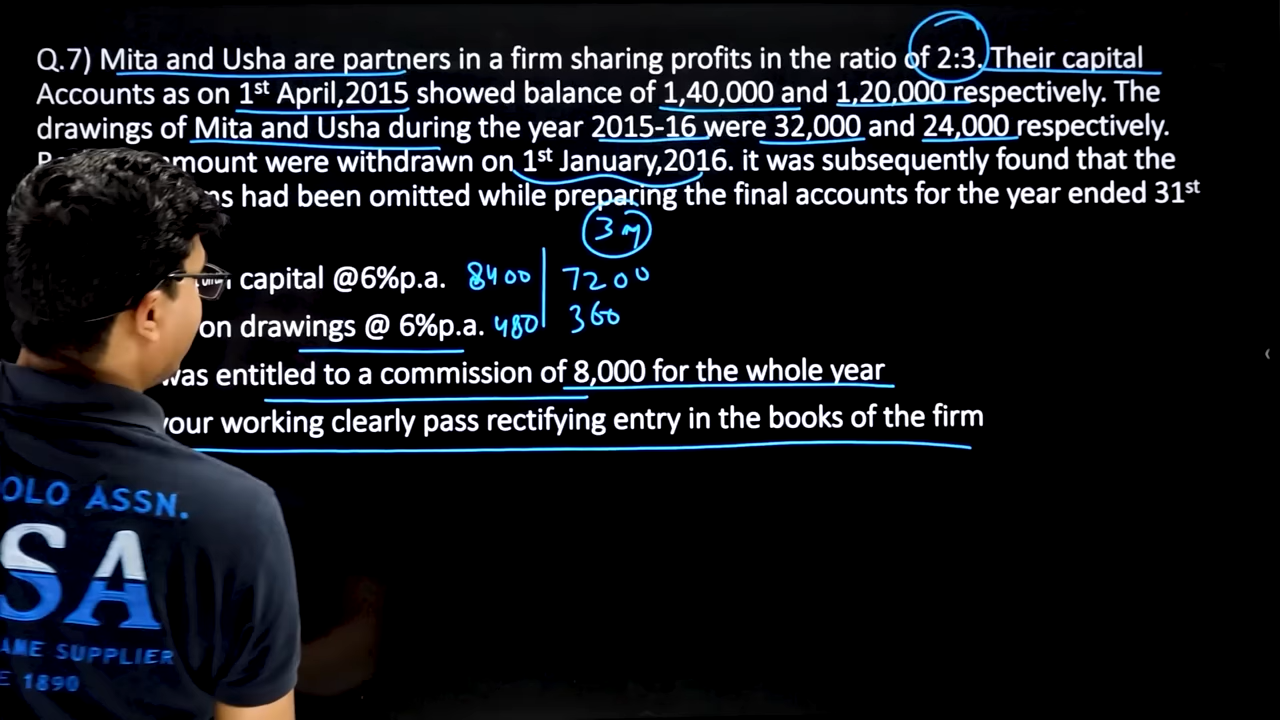 Q.7) Mita and Usha are partners in a firm sharing profits in the ratio of 2:3. Their capital
Accounts as on 1st April,2015 showed balance of 1,40,000 and 1,20,000 respectively. The
drawings of Mita and Usha during the year 2015-16 were 32,000 and 24,000 respectively.
amount were withdrawn on 1st January,2016. it was subsequently found that the
had been omitted while preparing the final accounts for the year ended 31st
3 m
capital @6%p.a. 8400 7200
on drawings @ 6%p.a. 480 360
was entitled to a commission of 8,000 for the whole year
your working clearly pass rectifying entry in the books of the firm
OLO ASSN.
SA
SUPPLIER
1890